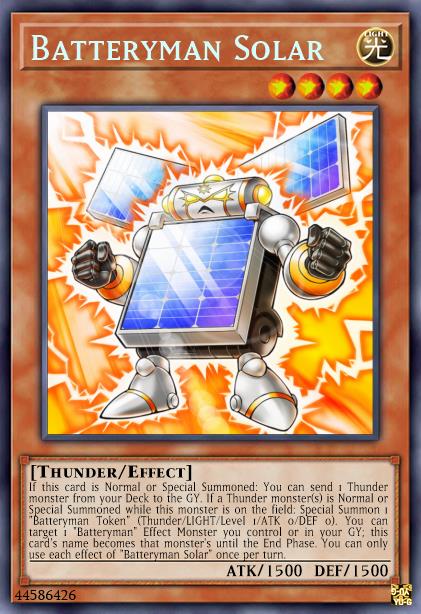 BATTERYMAN SOLAR
LIGHT
光
[THUNDER/EFFECT]
If this card is Normal or Special Summoned: You can send 1 Thunder
monster from your Deck to the GY. If a Thunder monster(s) is Normal or
Special Summoned while this monster is on the field: Special Summon 1
"Batteryman Token" (Thunder/LIGHT/Level 1/ATK 0/DEF 0). You can
target 1 "Batteryman" Effect Monster you control or in your GY; this
card's name becomes that monster's until the End Phase. You can only
use each effect of "Batteryman Solar" once per turn.
ATK/1500 DEF/1500
44586426